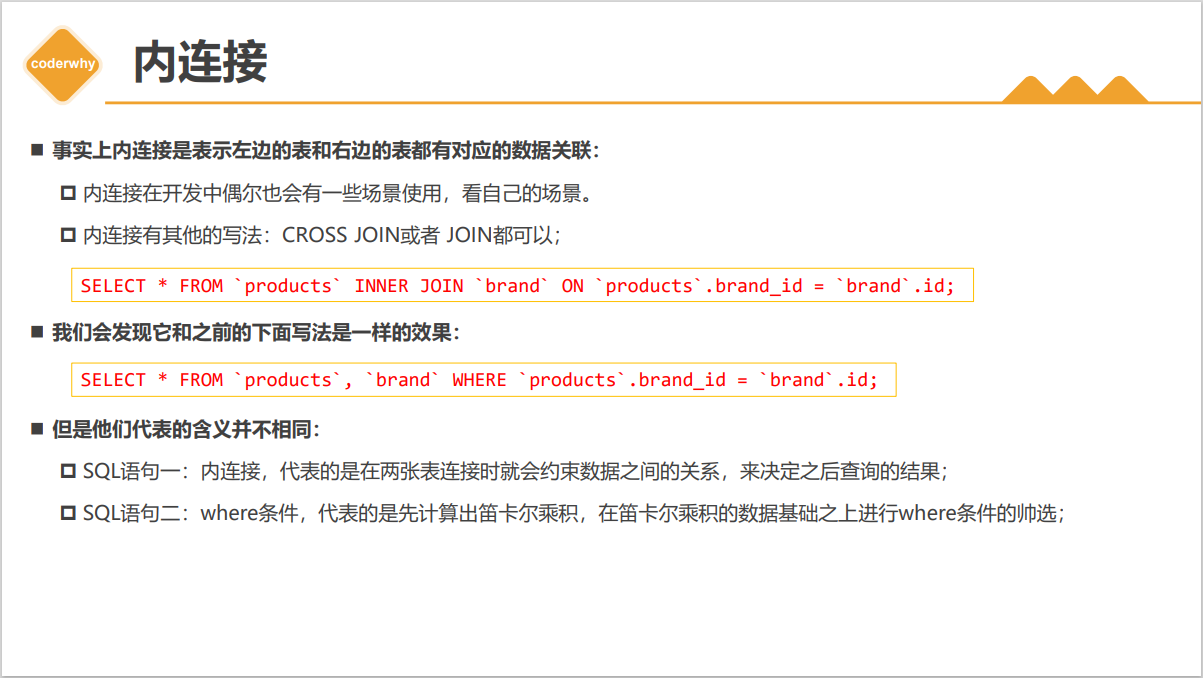 coderwhy
内连接
事实上内连接是表示左边的表和右边的表都有对应的数据关联：
内连接在开发中偶尔也会有一些场景使用，看自己的场景。
内连接有其他的写法：CROSS JOIN或者 JOIN都可以；
SELECT * FROM `products` INNER JOIN `brand` ON `products`.brand_id = `brand`.id;
我们会发现它和之前的下面写法是一样的效果：
SELECT * FROM `products`, `brand` WHERE `products`.brand_id = `brand`.id;
但是他们代表的含义并不相同：
SQL语句一：内连接，代表的是在两张表连接时就会约束数据之间的关系，来决定之后查询的结果；
SQL语句二：where条件，代表的是先计算出笛卡尔乘积，在笛卡尔乘积的数据基础之上进行where条件的帅选；